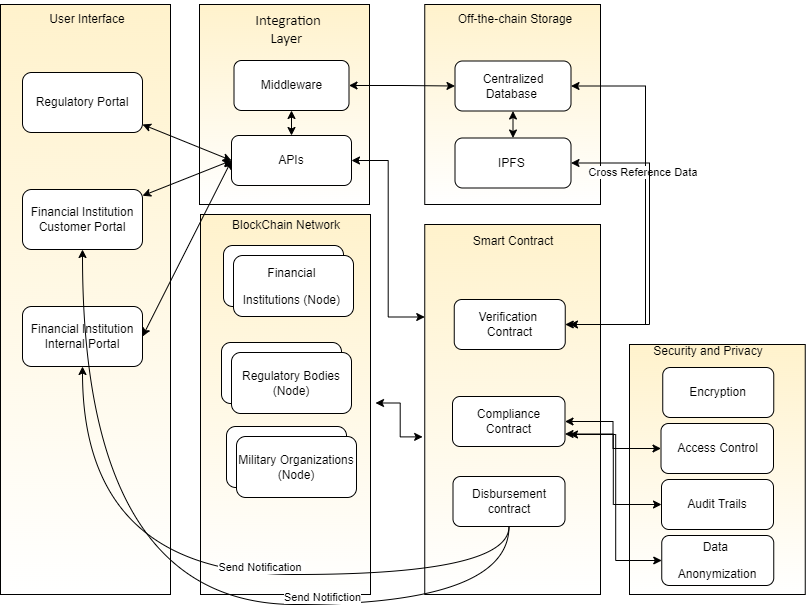 User Interface
Regulatory Portal
Financial Institution
Customer Portal
Financial Institution
Internal Portal
Integration
Layer
Middleware
APIs
Off-the-chain Storage
Centralized
Database
IPFS
Cross Reference Data
BlockChain Network
Financial
Institutions (Node)
Regulatory Bodies
(Node)
Military Organizations
(Node)
Smart Contract
Verification
Contract
Compliance
Contract
Disbursement
contract
Security and Privacy
Encryption
Access Control
Audit Trails
Data
Anonymization
Send Notification
Send Notifiction